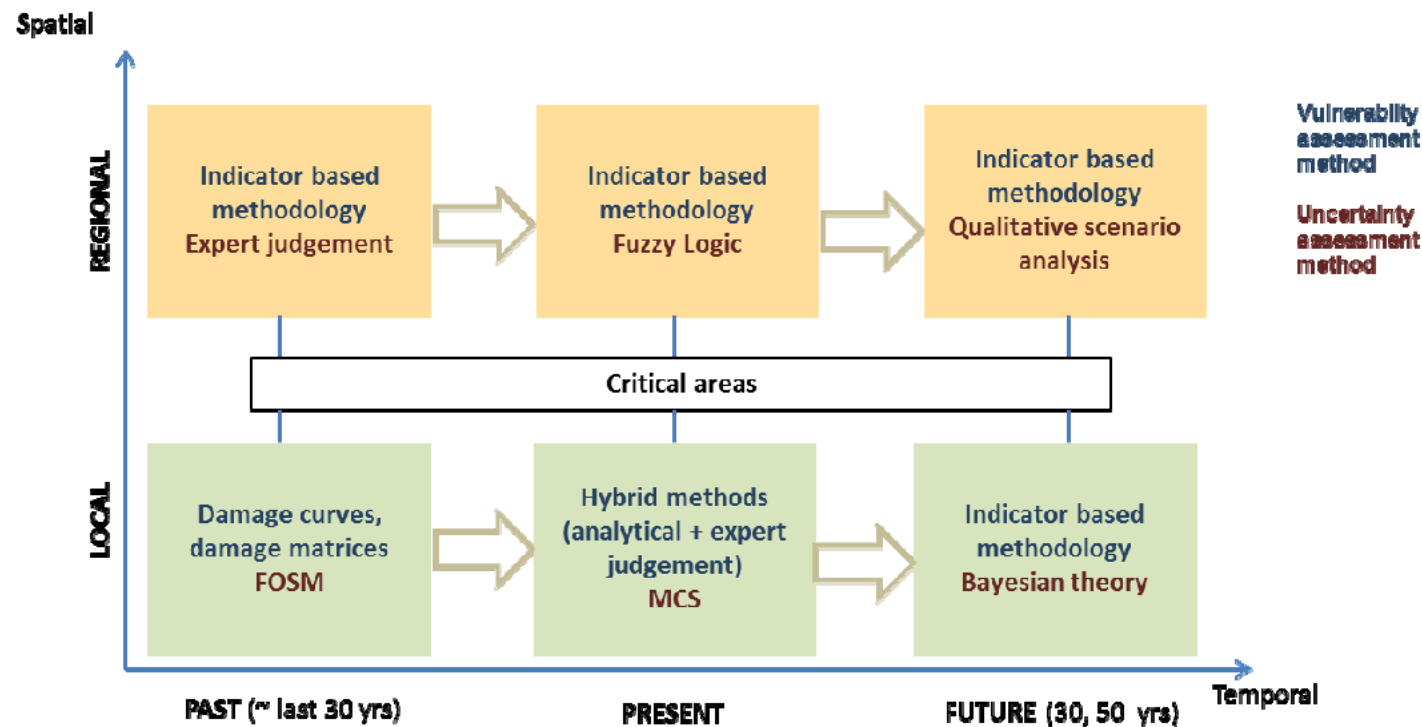 Spatial
REGIONAL
Indicator based
methodology
Expert judgement
Indicator based
methodology
Fuzzy Logic
Indicator based
methodology
Qualitative scenario
analysis
Vulnerability
assessment
method
Uncertainty
assessment
method
Critical areas
LOCAL
Damage curves,
damage matrices
FOSM
Hybrid methods
(analytical + expert
judgement)
MCS
Indicator based
methodology
Bayesian theory
Temporal
PAST (~ last 30 yrs)
PRESENT
FUTURE (30, 50 yrs)